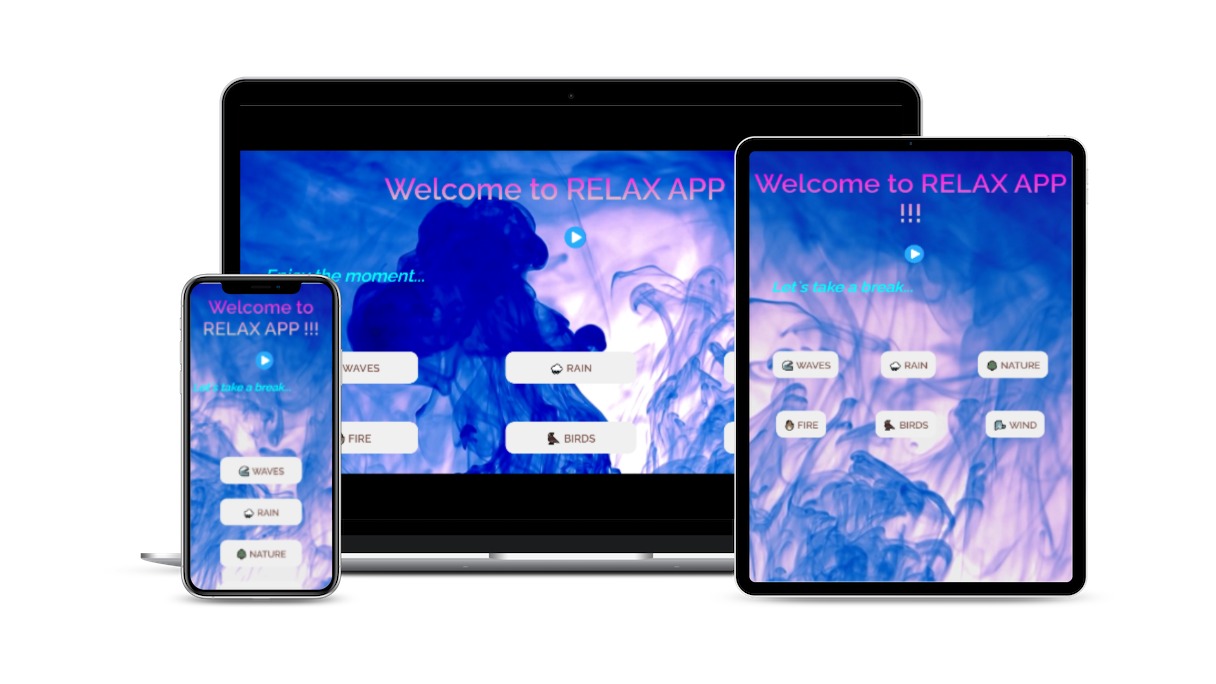 Welcome to RELAX APP
Enjoy the moment...
WAVES
RAIN
FIRE
BIRDS
Welcome to
RELAX APP !!!
Let's take a break...
WAVES
RAIN
NATURE
Welcome to RELAX APP
!!!
Let's take a break...
WAVES
RAIN
NATURE
FIRE
BIRDS
WIND